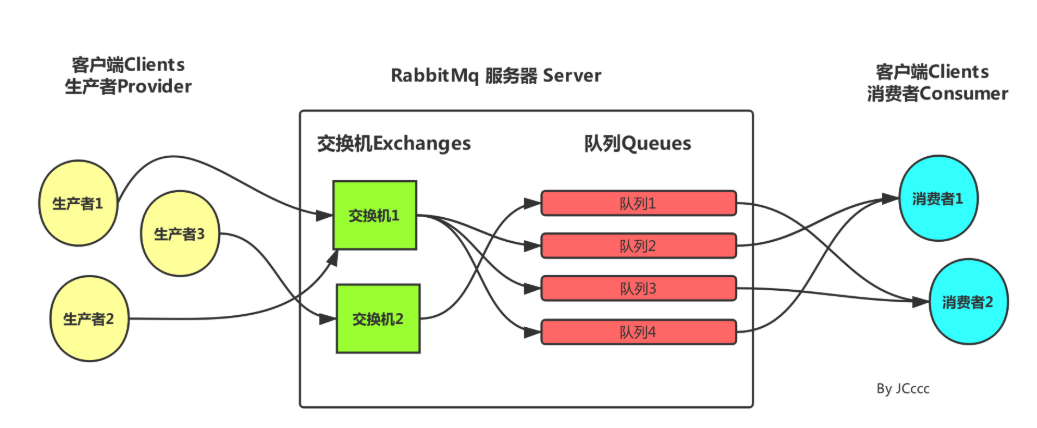 客户端Clients
生产者Provider
RabbitMq 服务器 Server
客户端Clients
消费者Consumer
交换机Exchanges
队列Queues
生产者1
生产者3
生产者2
交换机1
交换机2
队列1
队列2
队列3
队列4
消费者1
消费者2
By JCccc